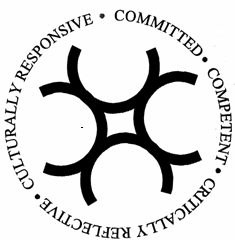 CULTURALLY RESPONSIVE • COMMITTED • COMPETENT • CRITICALLY REFLECTIVE •